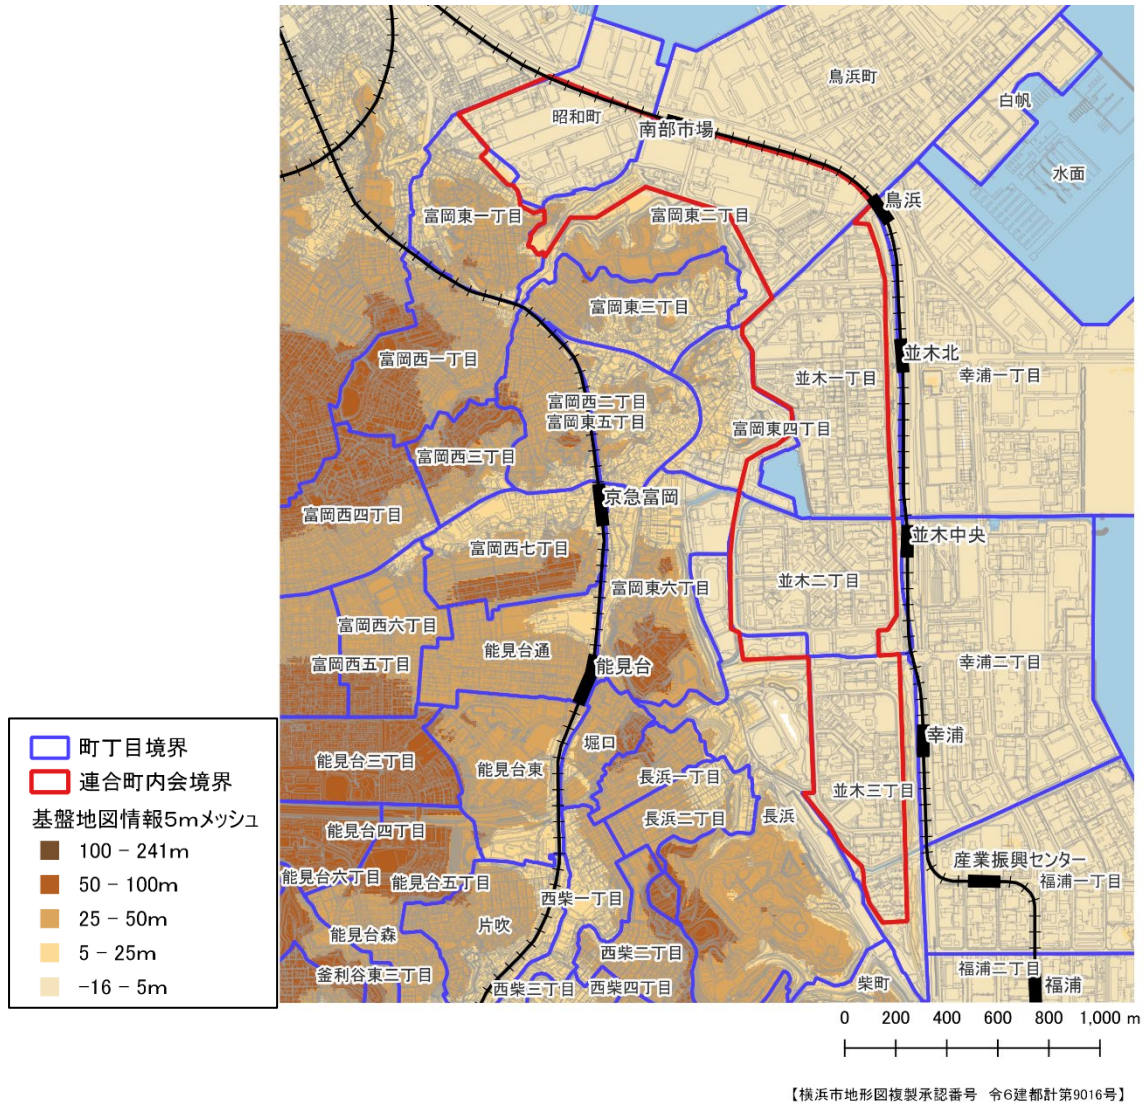 鳥浜町
白帆
昭和町
南部市場
水面
鳥浜
富岡東一丁目
富岡東二丁目
富岡東三丁目
富岡西一丁目
並木北
並木一丁目
幸浦一丁目
富岡西二丁目
富岡東五丁目
富岡東四丁目
富岡西三丁目
京急富岡
富岡西四丁目
並木中央
富岡西七丁目
富岡東六丁目
並木二丁目
富岡西六丁目
能見台通
富岡西五丁目
能見台
幸浦二丁目
幸浦
堀口
能見台三丁目
能見台東
長浜一丁目
並木三丁目
長浜二丁目
長浜
能見台四丁目
産業振興センター
能見台六丁目
能見台五丁目
福浦一丁目
西柴一丁目
片吹
能見台森
西柴二丁目
釜利谷東三丁目
福浦二丁目
西柴三丁目
西柴四丁目
柴町
福浦
町丁目境界
連合町内会境界
基盤地図情報5mメッシュ
100 - 241m
50 - 100m
25 - 50m
5 - 25m
-16 - 5m
0 200 400 600 800 1,000 m
【横浜市地形図複製承認番号 令6建都計第9016号】